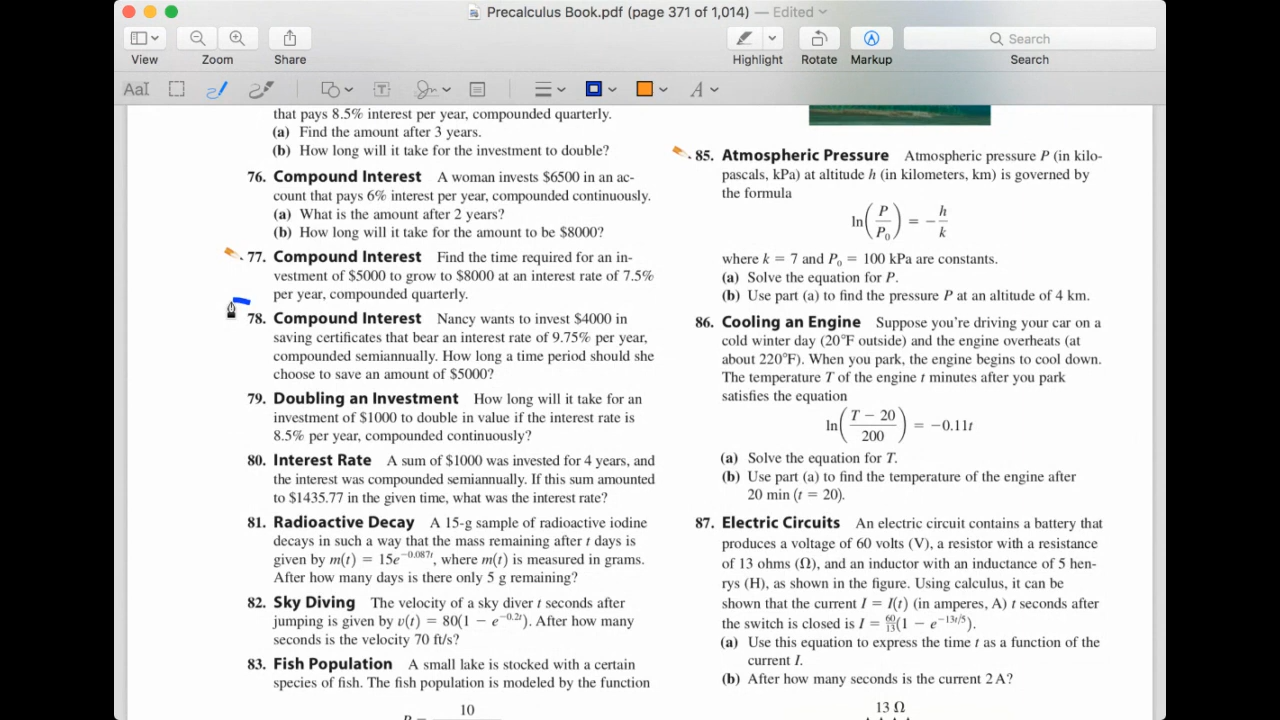 Precalculus Book.pdf (page 371 of 1,014) — Edited
Search
View Zoom Share Highlight Rotate Markup Search
AaI T A
that pays 8.5% interest per year, compounded quarterly.
(a) Find the amount after 3 years.
(b) How long will it take for the investment to double?
76. Compound Interest A woman invests $6500 in an ac-
count that pays 6% interest per year, compounded continuously.
(a) What is the amount after 2 years?
(b) How long will it take for the amount to be $8000?
77. Compound Interest Find the time required for an in-
vestment of $5000 to grow to $8000 at an interest rate of 7.5%
per year, compounded quarterly.
78. Compound Interest Nancy wants to invest $4000 in
saving certificates that bear an interest rate of 9.75% per year,
compounded semiannually. How long a time period should she
choose to save an amount of $5000?
79. Doubling an Investment How long will it take for an
investment of $1000 to double in value if the interest rate is
8.5% per year, compounded continuously?
80. Interest Rate A sum of $1000 was invested for 4 years, and
the interest was compounded semiannually. If this sum amounted
to $1435.77 in the given time, what was the interest rate?
81. Radioactive Decay A 15-g sample of radioactive iodine
decays in such a way that the mass remaining after t days is
given by m(t) = 15e^−0.087t, where m(t) is measured in grams.
After how many days is there only 5 g remaining?
82. Sky Diving The velocity of a sky diver t seconds after
jumping is given by v(t) = 80(1 − e^−0.2t). After how many
seconds is the velocity 70 ft/s?
83. Fish Population A small lake is stocked with a certain
species of fish. The fish population is modeled by the function
10
85. Atmospheric Pressure Atmospheric pressure P (in kilo-
pascals, kPa) at altitude h (in kilometers, km) is governed by
the formula
ln(P/P₀) = −h/k
where k = 7 and P₀ = 100 kPa are constants.
(a) Solve the equation for P.
(b) Use part (a) to find the pressure P at an altitude of 4 km.
86. Cooling an Engine Suppose you're driving your car on a
cold winter day (20°F outside) and the engine overheats (at
about 220°F). When you park, the engine begins to cool down.
The temperature T of the engine t minutes after you park
satisfies the equation
ln((T − 20)/200) = −0.11t
(a) Solve the equation for T.
(b) Use part (a) to find the temperature of the engine after
20 min (t = 20).
87. Electric Circuits An electric circuit contains a battery that
produces a voltage of 60 volts (V), a resistor with a resistance
of 13 ohms (Ω), and an inductor with an inductance of 5 hen-
rys (H), as shown in the figure. Using calculus, it can be
shown that the current I = I(t) (in amperes, A) t seconds after
the switch is closed is I = 60/13(1 − e^−13t/5).
(a) Use this equation to express the time t as a function of the
current I.
(b) After how many seconds is the current 2 A?
13 Ω